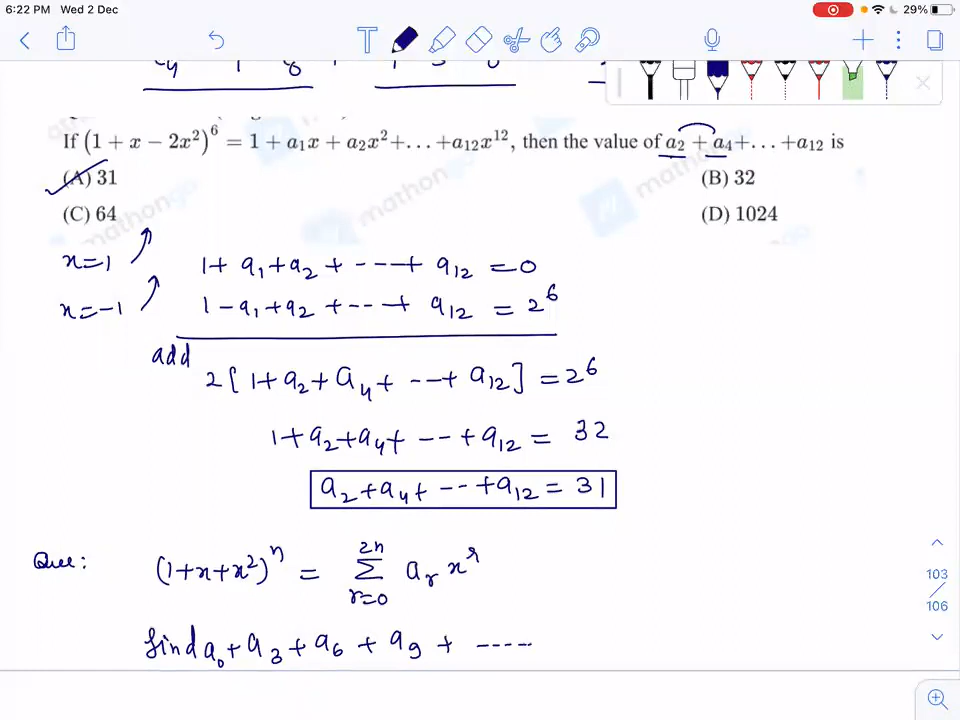 6:22 PM Wed 2 Dec 29%
If (1 + x − 2x²)⁶ = 1 + a₁x + a₂x² + … + a₁₂x¹², then the value of a₂ + a₄ + … + a₁₂ is
(A) 31 (B) 32
(C) 64 (D) 1024
mathongo mathongo mathongo
x=1 1 + a₁ + a₂ + ---- + a₁₂ = 0
x=-1 1 - a₁ + a₂ + --- + a₁₂ = 2⁶
add
2[1 + a₂ + a₄ + ---+ a₁₂] = 2⁶
1 + a₂ + a₄ + --- + a₁₂ = 32
a₂ + a₄ + --- + a₁₂ = 31
Que: (1+x+x²)ⁿ = Σ_{r=0}^{2n} aᵣ xʳ
find a₀ + a₃ + a₆ + a₉ + -----
103
106